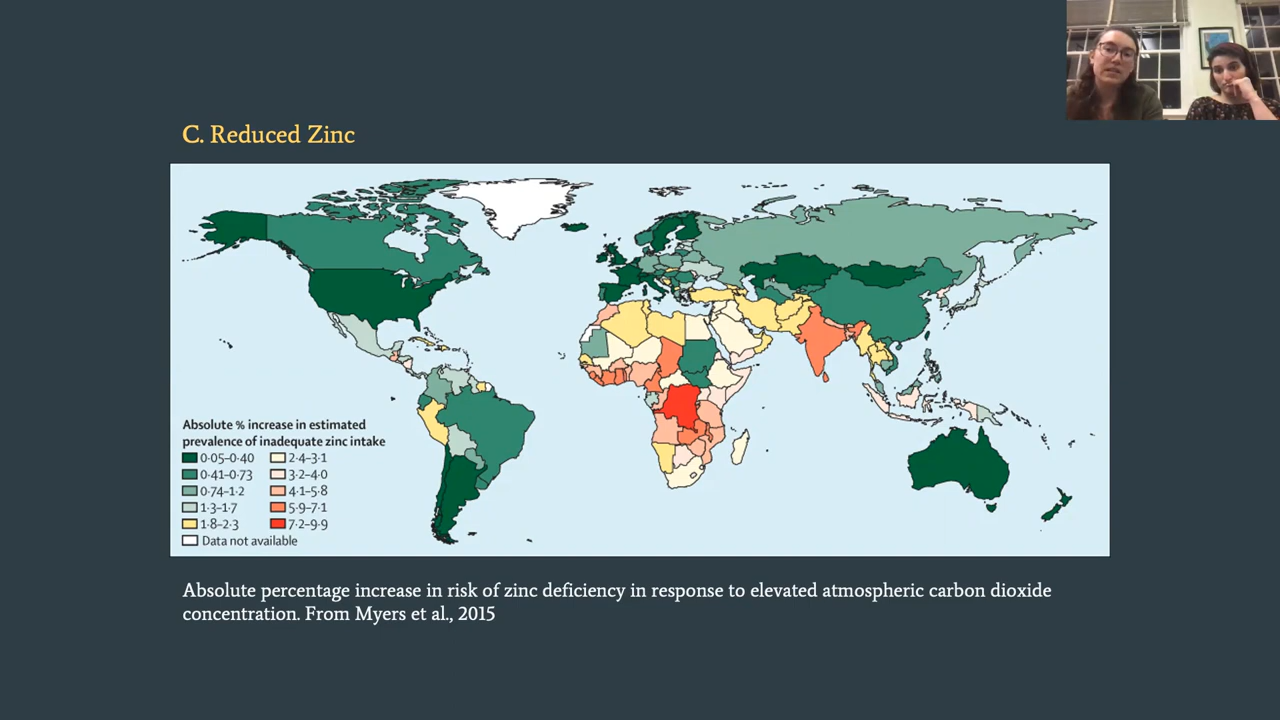 C. Reduced Zinc
Absolute % increase in estimated
prevalence of inadequate zinc intake
0·05–0·40
0·41–0·73
0·74–1·2
1·3–1·7
1·8–2·3
Data not available
2·4–3·1
3·2–4·0
4·1–5·8
5·9–7·1
7·2–9·9
Absolute percentage increase in risk of zinc deficiency in response to elevated atmospheric carbon dioxide
concentration. From Myers et al., 2015